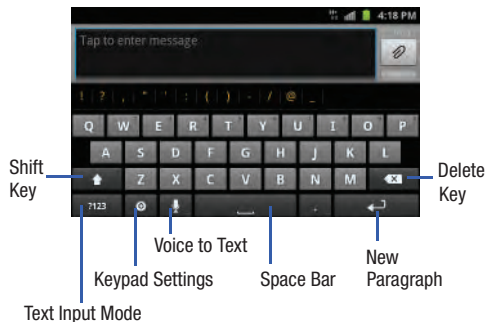 4:18 PM
Tap to enter message
! ? , " ' : ( ) - / @ _
Q W E R T Y U I O P
A S D F G H J K L
Shift Key
Z X C V B N M
Delete Key
?123 .
Voice to Text
New Paragraph
Keypad Settings
Space Bar
Text Input Mode